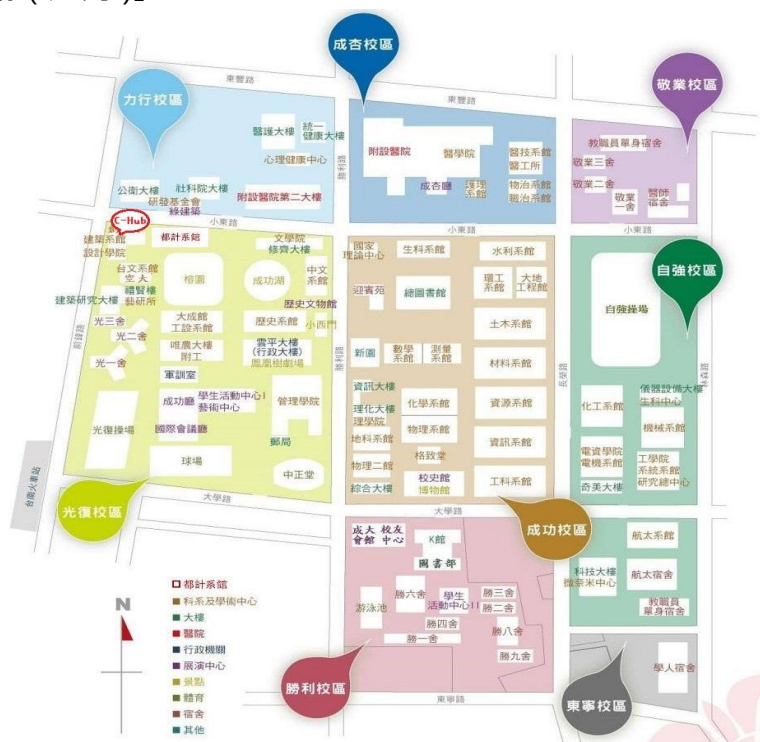 成杏校區
敬業校區
力行校區
東豐路
東豐路
醫護大樓
統一
健康大樓
心理健康中心
公衛大樓
社科院大樓
研發基金會
綠建築
附設醫院第二大樓
勝利路
附設醫院
醫學院
醫技系館
醫工所
成杏廳
護理
系館
物治系館
職治系館
教職員單身宿舍
敬業三舍
敬業二舍
敬業
一舍
醫師
宿舍
小東路
小東路
小東路
C-Hub
建築系館
設計學院
都計系館
文學院
修齊大樓
台文系館
空大
禮賢樓
藝研所
建築研究大樓
榕園
成功湖
中文
系館
歷史文物館
光三舍
光二舍
光一舍
大成館
工設系館
歷史系館
小西門
唯農大樓
附工
雲平大樓
(行政大樓)
鳳凰樹劇場
軍訓室
成功廳
學生活動中心I
藝術中心
國際會議廳
管理學院
光復操場
球場
郵局
中正堂
前鋒路
台南火車站
光復校區
大學路
勝利路
國家
理論中心
生科系館
水利系館
迎賓苑
總圖書館
環工
系館
大地
工程館
土木系館
新園
數學
系館
測量
系館
材料系館
資訊大樓
理化大樓
理學院
化學系館
資源系館
地科系館
物理系館
資訊系館
物理二館
格致堂
綜合大樓
校史館
博物館
工科系館
長榮路
成功校區
大學路
自強校區
自強操場
林森路
儀器設備大樓
生科中心
化工系館
機械系館
電資學院
電機系館
工學院
系統系館
研究總中心
奇美大樓
航太系館
科技大樓
微奈米中心
航太宿舍
教職員
單身宿舍
成大 校友
會館 中心
K館
圖書部
游泳池
勝六舍
學生
活動中心II
勝三舍
勝二舍
勝四舍
勝一舍
勝八舍
勝九舍
勝利校區
東寧路
學人宿舍
東寧校區
N
都計系館
科系及學術中心
大樓
醫院
行政機關
展演中心
景點
體育
宿舍
其他